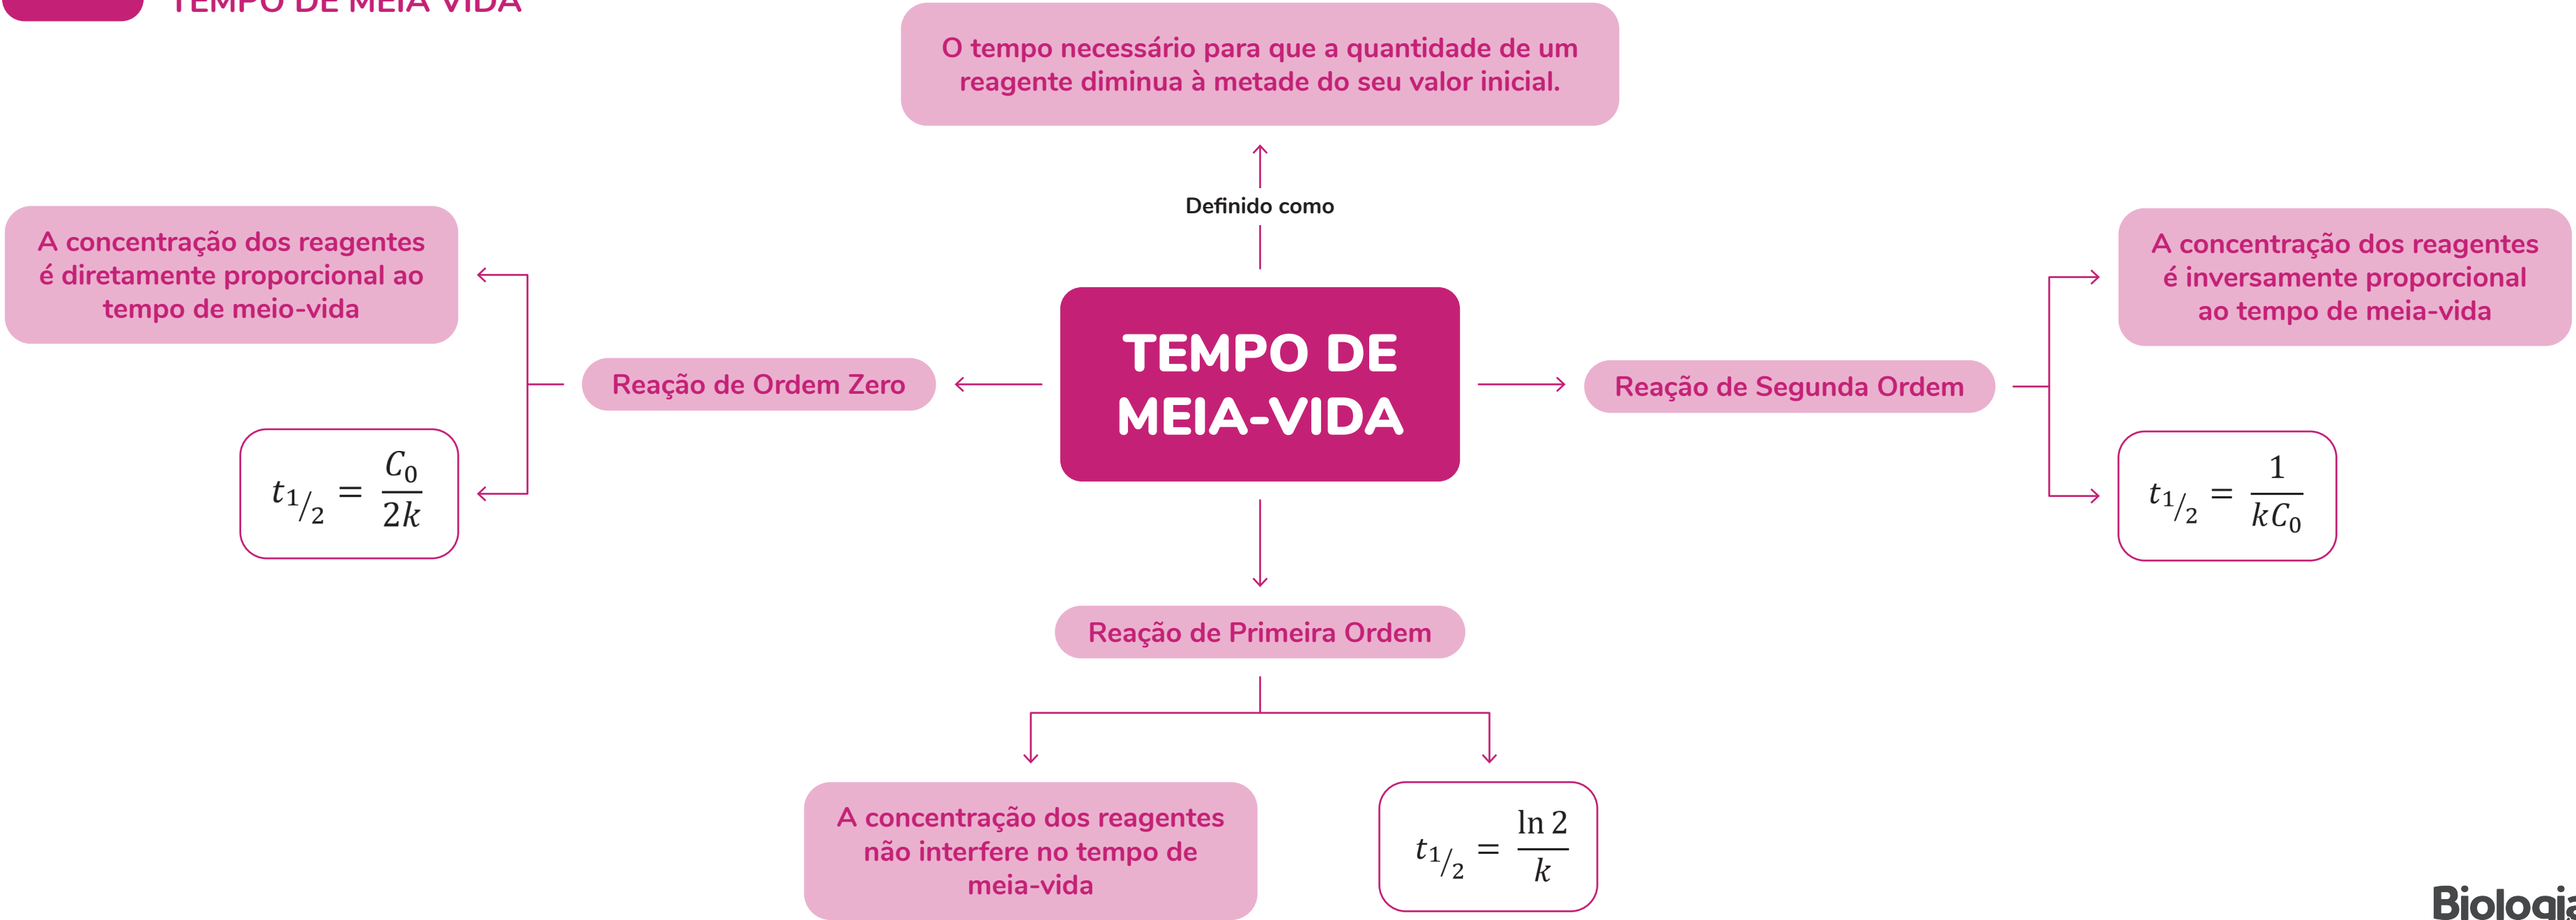 TEMPO DE MEIA-VIDA
O tempo necessário para que a quantidade de um
reagente diminua à metade do seu valor inicial.
Definido como
A concentração dos reagentes
é diretamente proporcional ao
tempo de meio-vida
A concentração dos reagentes
é inversamente proporcional
ao tempo de meia-vida
TEMPO DE
MEIA-VIDA
Reação de Ordem Zero
Reação de Segunda Ordem
t1/2 = C0/2k
t1/2 = 1/kC0
Reação de Primeira Ordem
A concentração dos reagentes
não interfere no tempo de
meia-vida
t1/2 = ln 2/k
Biologia